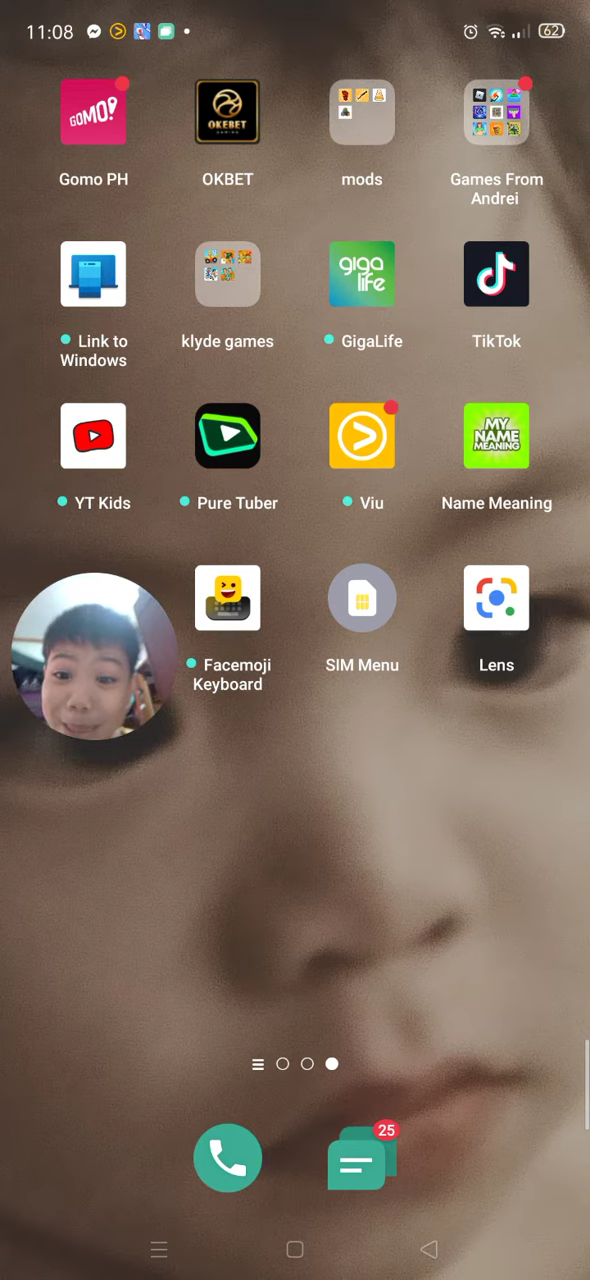 11:08
62
GOMO!
OKEBET
GAMING
Gomo PH
OKBET
mods
Games From
Andrei
giga
life
Link to
Windows
klyde games
GigaLife
TikTok
MY
NAME
MEANING
YT Kids
Pure Tuber
Viu
Name Meaning
Facemoji
Keyboard
SIM Menu
Lens
25